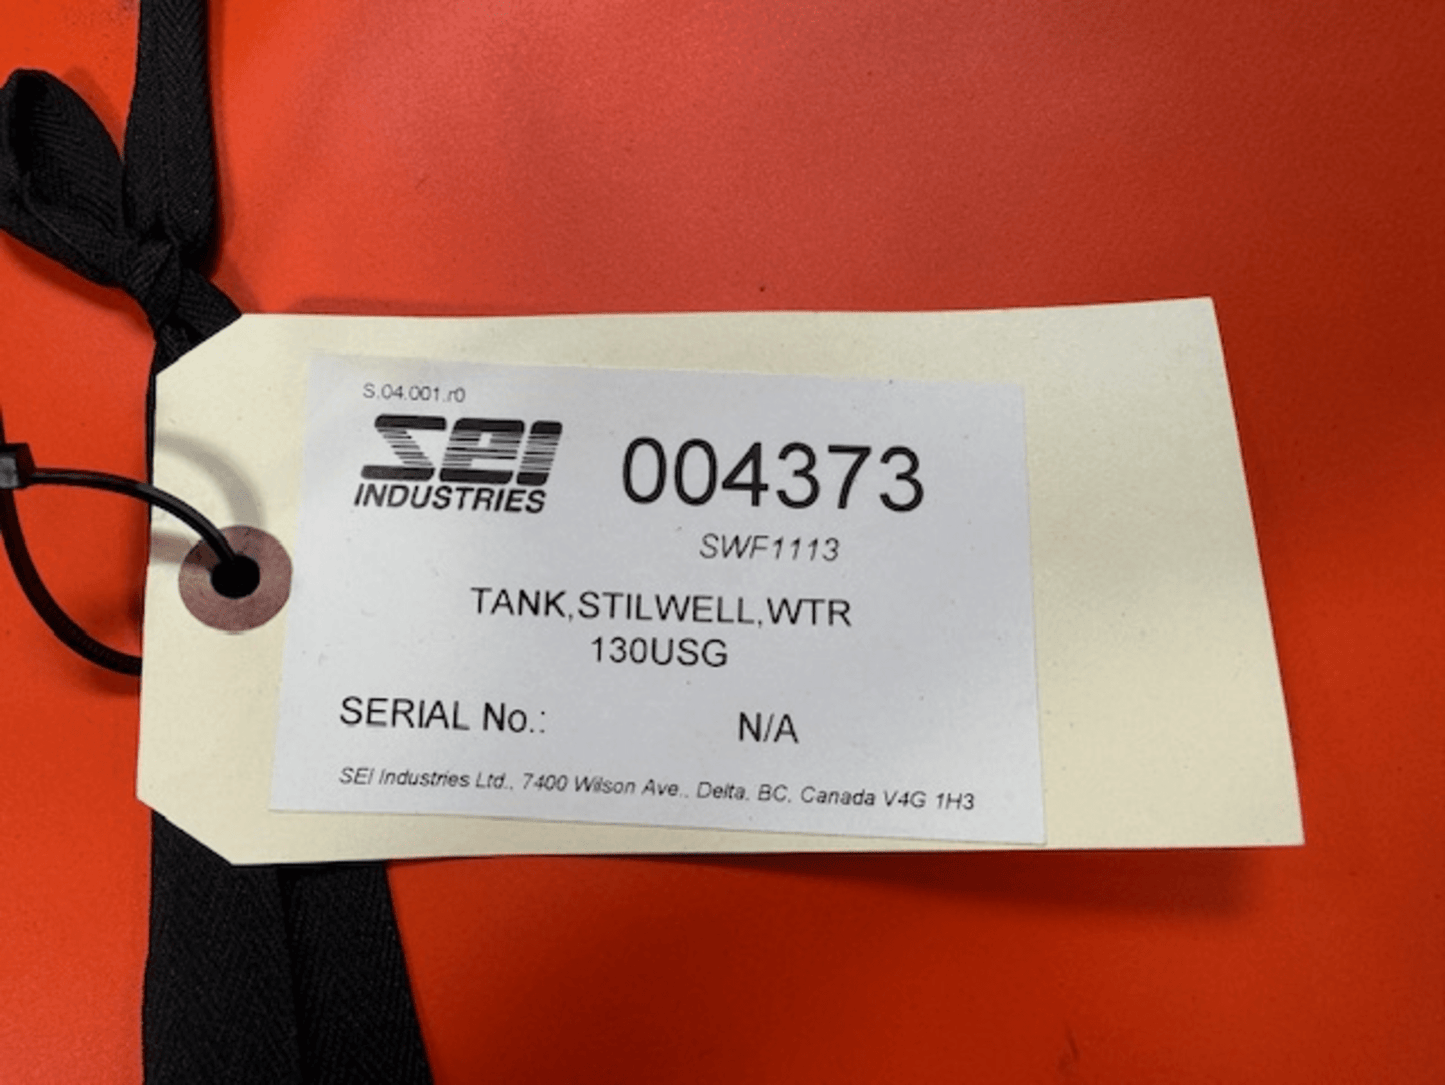 S.04.001.r0
SEI
INDUSTRIES
004373
SWF1113
TANK,STILWELL,WTR
130USG
SERIAL No.: N/A
SEI Industries Ltd., 7400 Wilson Ave., Delta, BC, Canada V4G 1H3